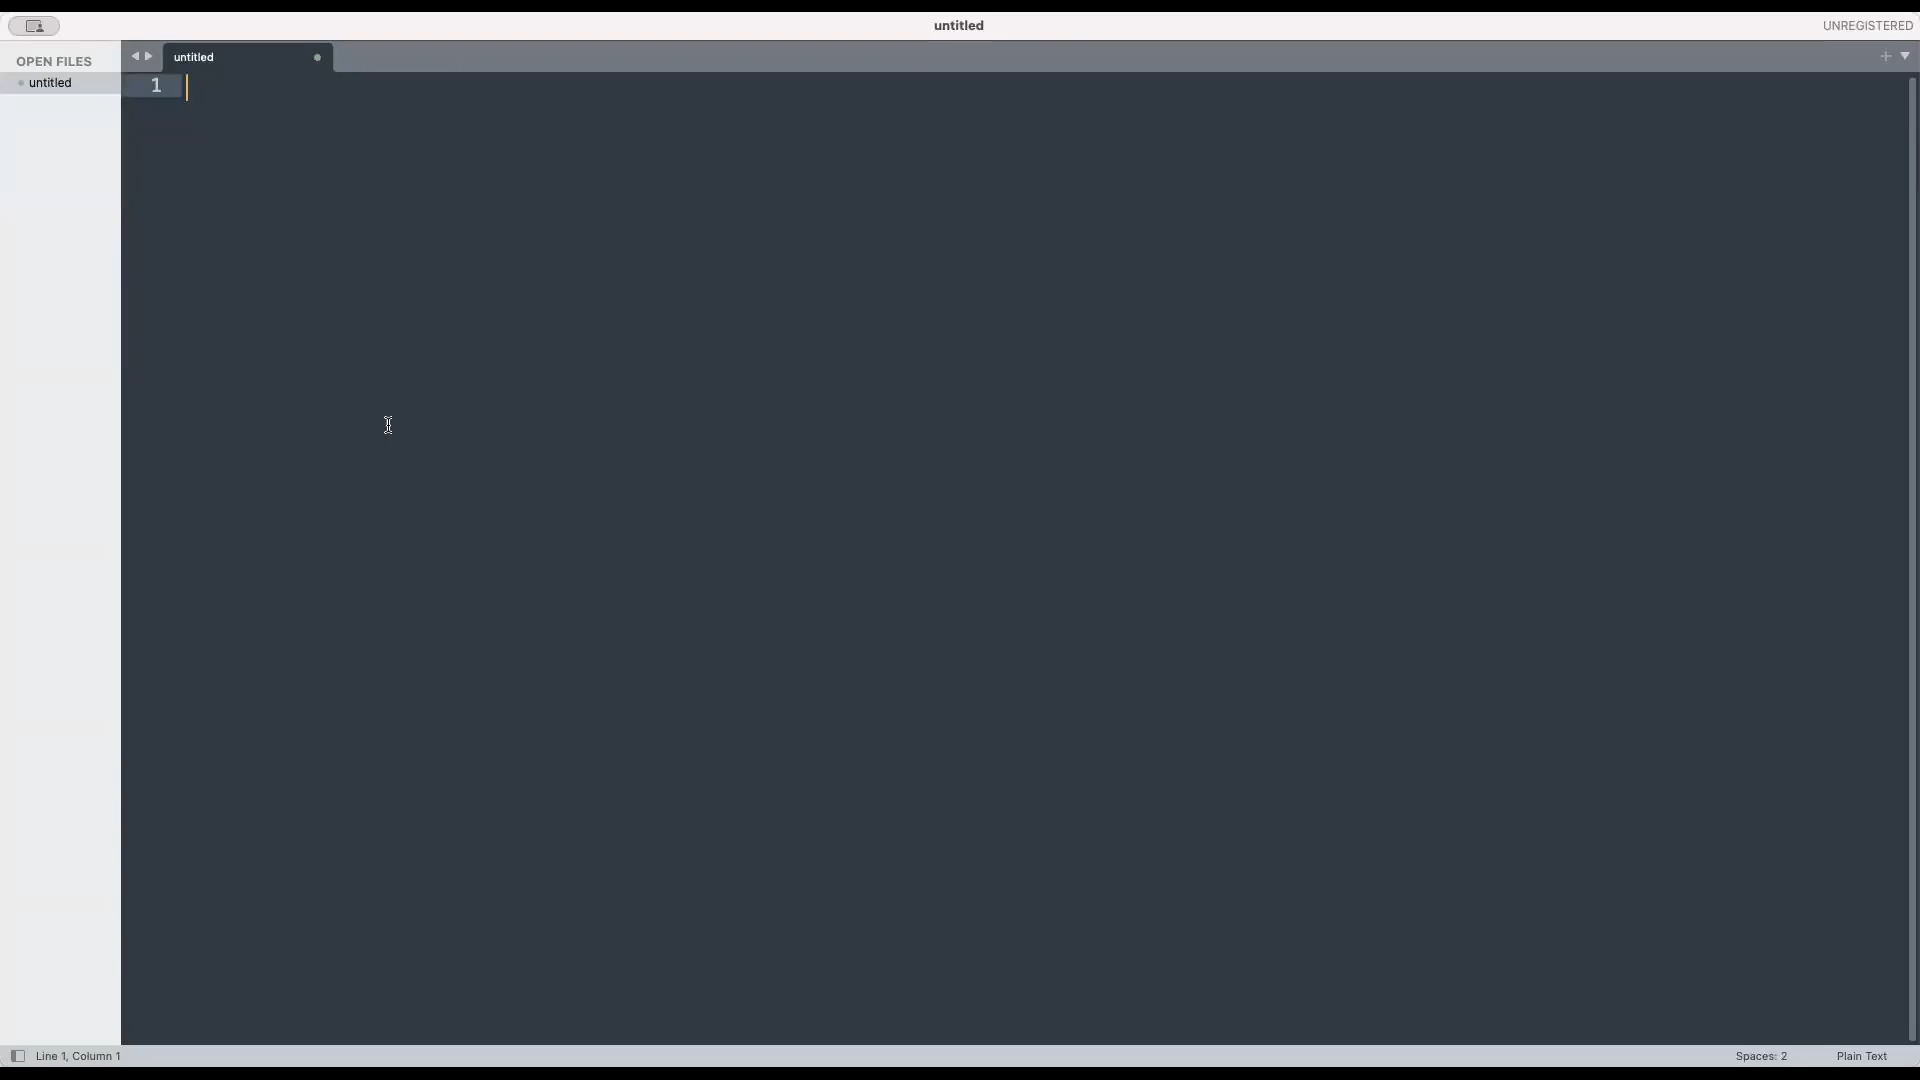 untitled
UNREGISTERED
OPEN FILES
untitled
untitled
1
Line 1, Column 1
Spaces: 2
Plain Text